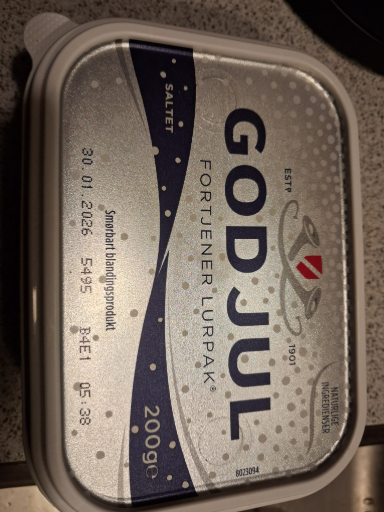 NATURLIGE
INGREDIENSER
ESTD 1901
GOD JUL
FORTJENER LURPAK®
8023094
SALTET
200g e
Smørbart blandingsprodukt
30.01.2026 5495 B4E1 05:38